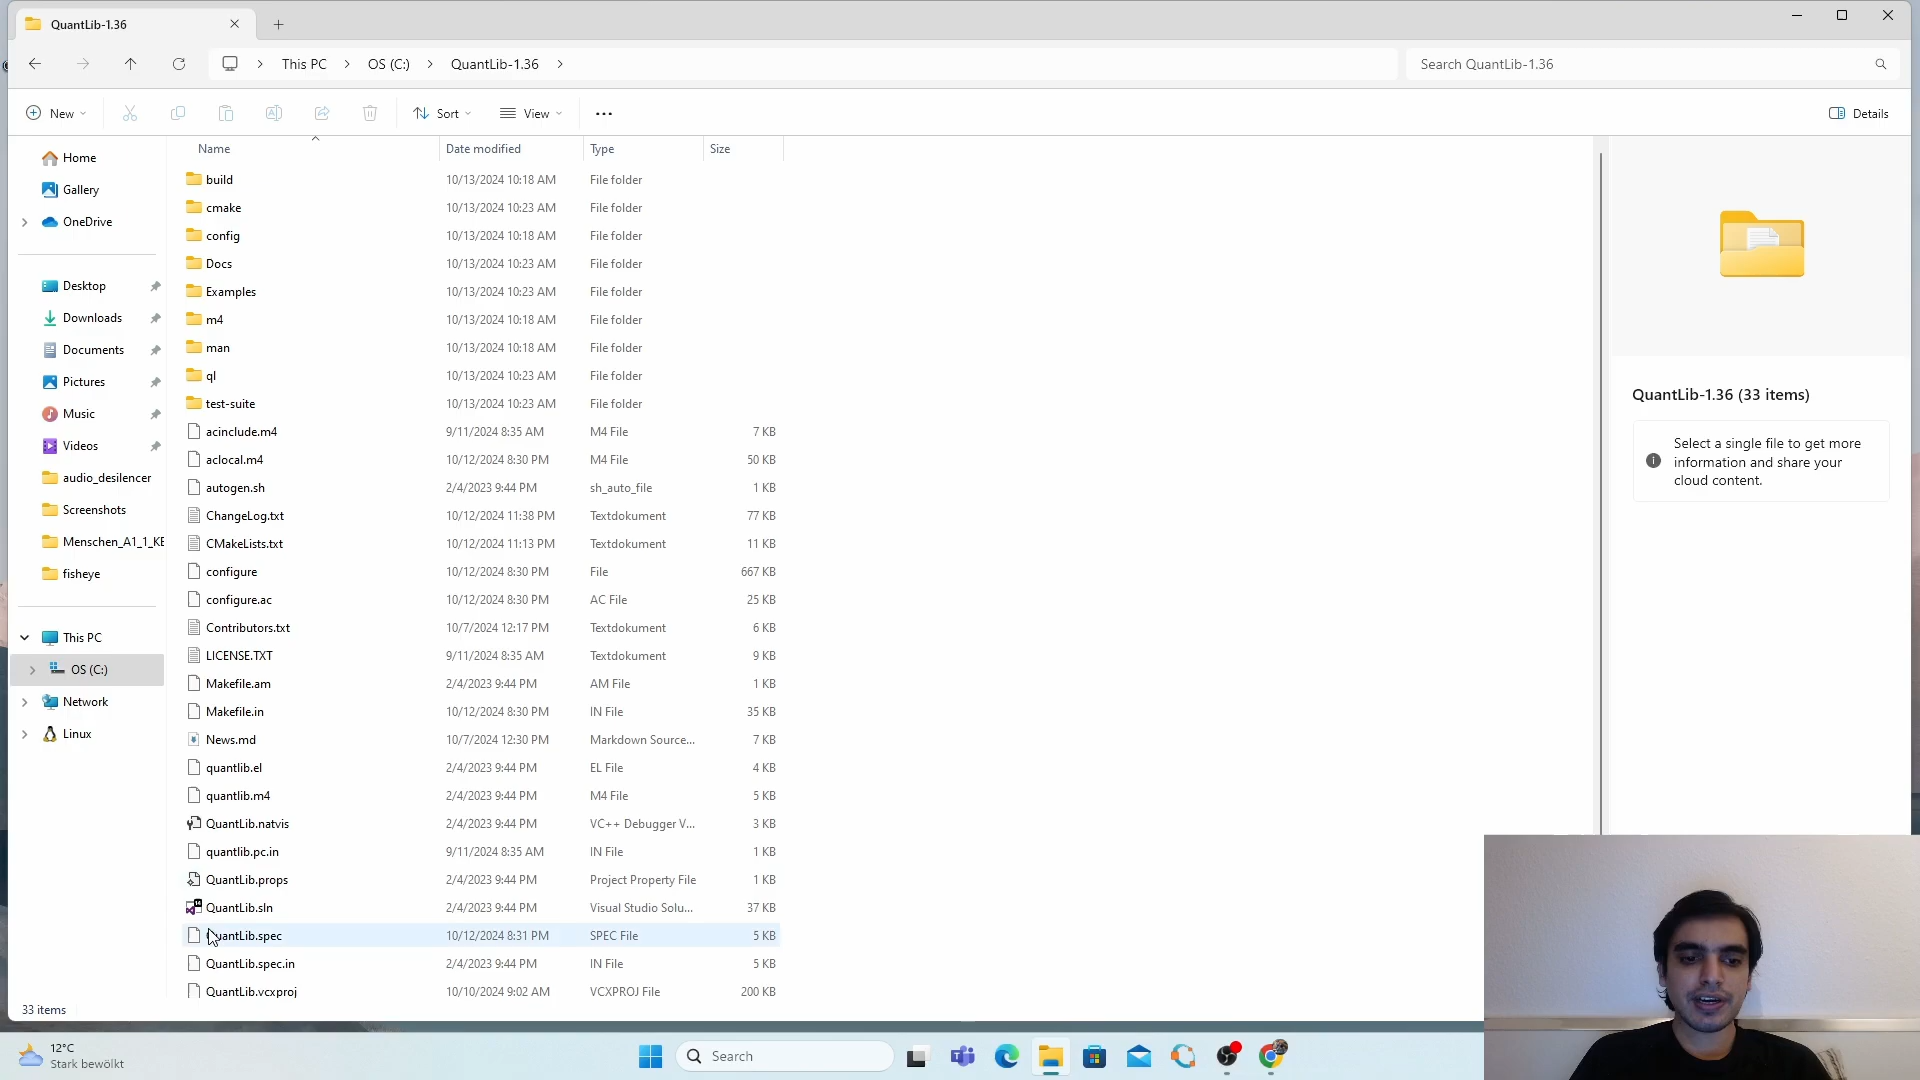 QuantLib-1.36
This PC
OS (C:)
QuantLib-1.36
Search QuantLib-1.36
New
Sort
View
Details
Home
Gallery
OneDrive
Desktop
Downloads
Documents
Pictures
Music
Videos
audio_desilencer
Screenshots
Menschen_A1_1_KE
fisheye
This PC
OS (C:)
Network
Linux
Name Date modified Type Size
build 10/13/2024 10:18 AM File folder
cmake 10/13/2024 10:23 AM File folder
config 10/13/2024 10:18 AM File folder
Docs 10/13/2024 10:23 AM File folder
Examples 10/13/2024 10:23 AM File folder
m4 10/13/2024 10:18 AM File folder
man 10/13/2024 10:18 AM File folder
ql 10/13/2024 10:23 AM File folder
test-suite 10/13/2024 10:23 AM File folder
acinclude.m4 9/11/2024 8:35 AM M4 File 7 KB
aclocal.m4 10/12/2024 8:30 PM M4 File 50 KB
autogen.sh 2/4/2023 9:44 PM sh_auto_file 1 KB
ChangeLog.txt 10/12/2024 11:38 PM Textdokument 77 KB
CMakeLists.txt 10/12/2024 11:13 PM Textdokument 11 KB
configure 10/12/2024 8:30 PM File 667 KB
configure.ac 10/12/2024 8:30 PM AC File 25 KB
Contributors.txt 10/7/2024 12:17 PM Textdokument 6 KB
LICENSE.TXT 9/11/2024 8:35 AM Textdokument 9 KB
Makefile.am 2/4/2023 9:44 PM AM File 1 KB
Makefile.in 10/12/2024 8:30 PM IN File 35 KB
News.md 10/7/2024 12:30 PM Markdown Source... 7 KB
quantlib.el 2/4/2023 9:44 PM EL File 4 KB
quantlib.m4 2/4/2023 9:44 PM M4 File 5 KB
QuantLib.natvis 2/4/2023 9:44 PM VC++ Debugger V... 3 KB
quantlib.pc.in 9/11/2024 8:35 AM IN File 1 KB
QuantLib.props 2/4/2023 9:44 PM Project Property File 1 KB
QuantLib.sln 2/4/2023 9:44 PM Visual Studio Solu... 37 KB
QuantLib.spec 10/12/2024 8:31 PM SPEC File 5 KB
QuantLib.spec.in 2/4/2023 9:44 PM IN File 5 KB
QuantLib.vcxproj 10/10/2024 9:02 AM VCXPROJ File 200 KB
QuantLib-1.36 (33 items)
Select a single file to get more
information and share your
cloud content.
33 items
12°C
Stark bewölkt
Search